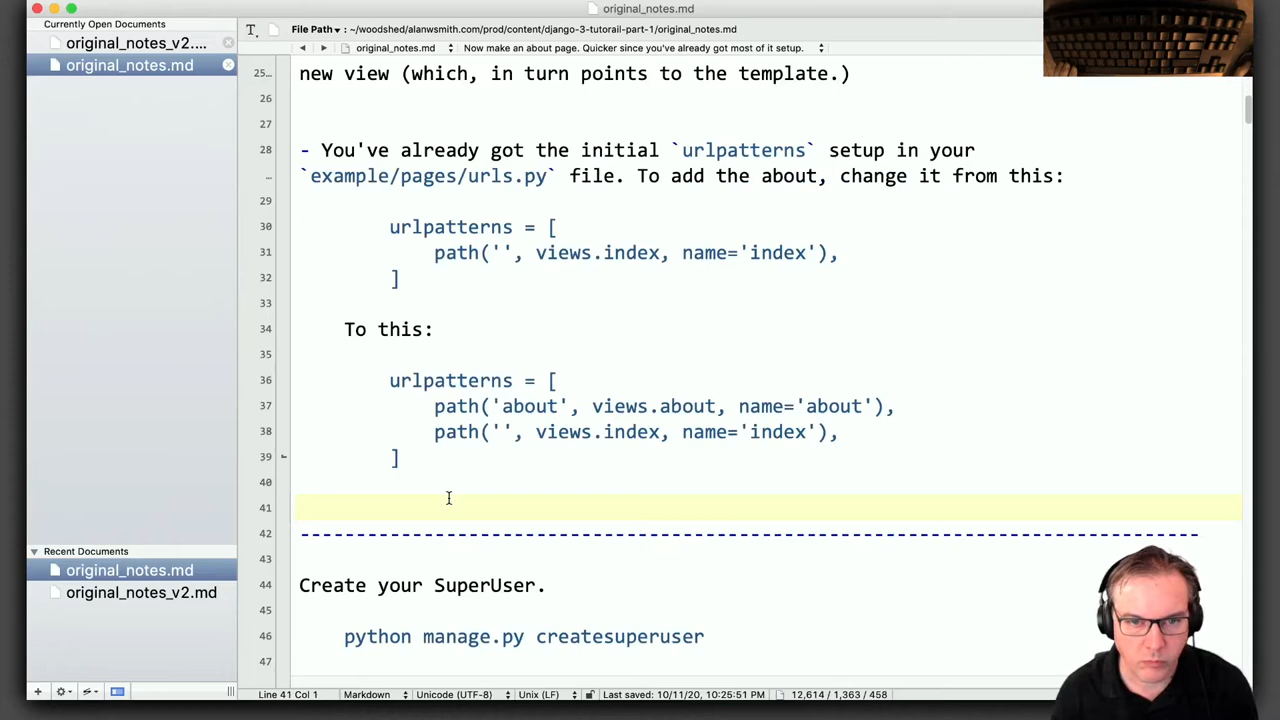 original_notes.md
Currently Open Documents
original_notes_v2....
original_notes.md
File Path ▾ : ~/woodshed/alanwsmith.com/prod/content/django-3-tutorail-part-1/original_notes.md
original_notes.md Now make an about page. Quicker since you've already got most of it setup.
25… new view (which, in turn points to the template.)
26
27
28 - You've already got the initial `urlpatterns` setup in your
… `example/pages/urls.py` file. To add the about, change it from this:
29
30 urlpatterns = [
31 path('', views.index, name='index'),
32 ]
33
34 To this:
35
36 urlpatterns = [
37 path('about', views.about, name='about'),
38 path('', views.index, name='index'),
39 ]
40
41
42 --------------------------------------------------------------------------------
43
44 Create your SuperUser.
45
46 python manage.py createsuperuser
47
Recent Documents
original_notes.md
original_notes_v2.md
Line 41 Col 1 Markdown Unicode (UTF-8) Unix (LF) Last saved: 10/11/20, 10:25:51 PM 12,614 / 1,363 / 458